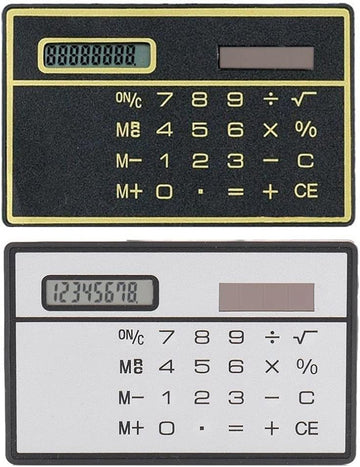 88888888
ON/C 7 8 9 ÷ √
MRC 4 5 6 × %
M− 1 2 3 − C
M+ 0 · = + CE
12345678.
ON/C 7 8 9 ÷ √
MRC 4 5 6 × %
M− 1 2 3 − C
M+ 0 · = + CE